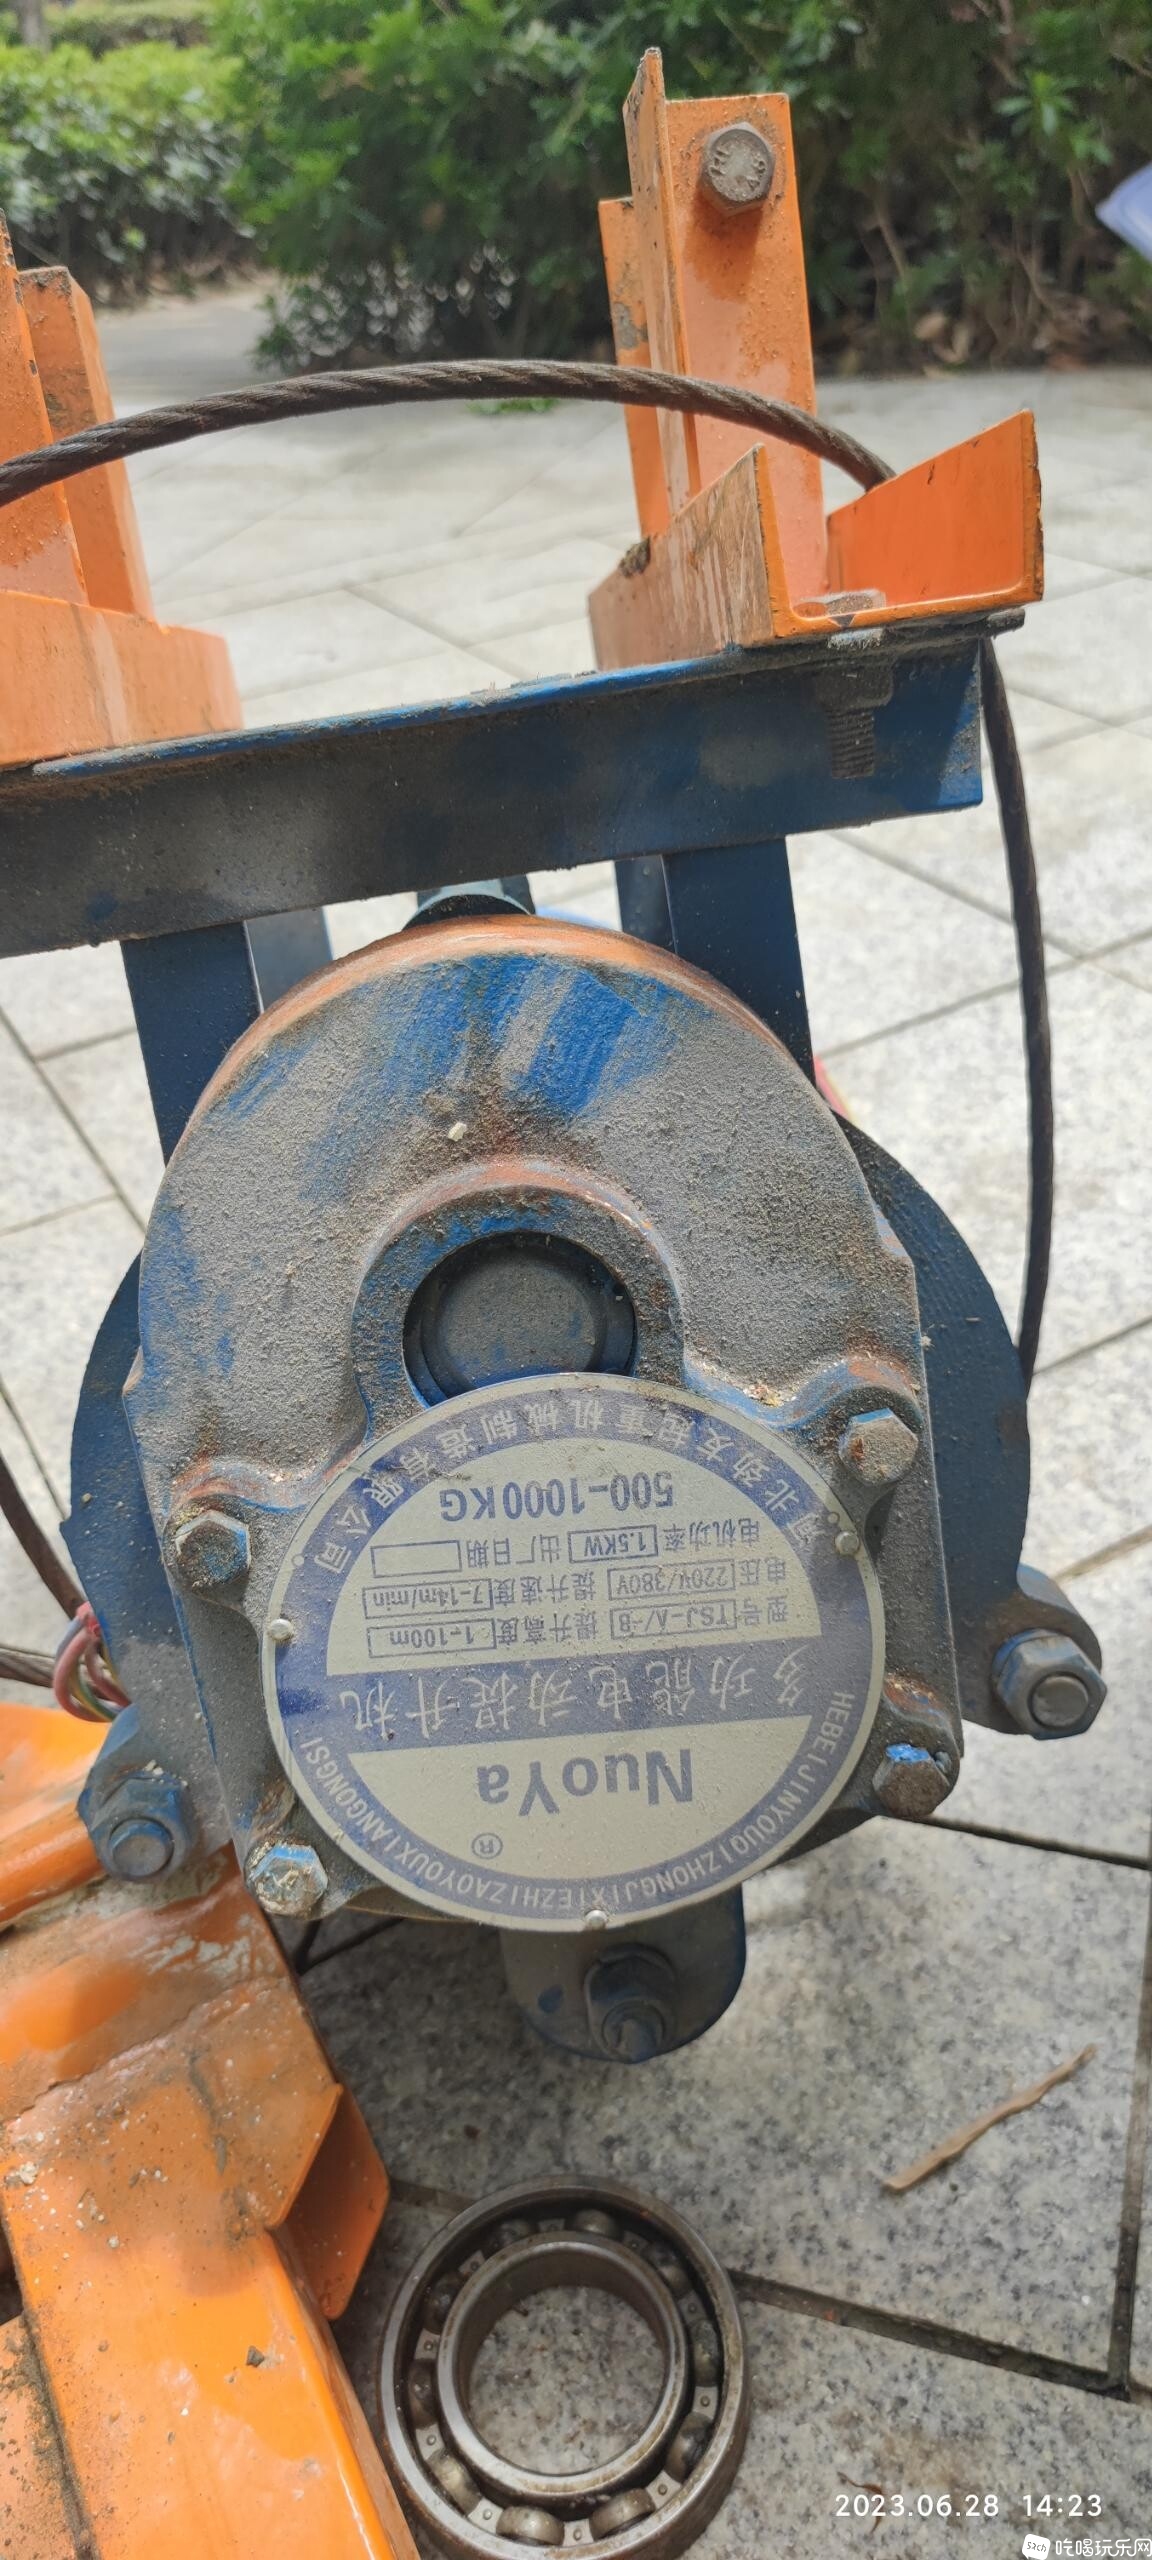 NuoYa
®
多功能电动提升机
型号 TSJ-A/-B 提升高度 1-100m
电压 220V/380V 提升速度 7-14m/min
电机功率 1.5KW 出厂日期
500-1000KG
河北劲友起重机械制造有限公司
HEBEIJINYOUQIZHONGJIXIEZHIZAOYOUXIANGONGSI
2023.06.28 14:23
吃喝玩乐网